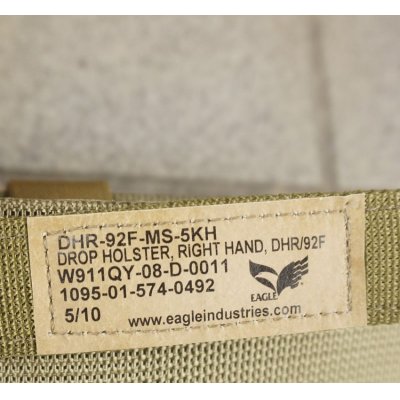 DHR-92F-MS-5KH
DROP HOLSTER, RIGHT HAND, DHR/92F
W911QY-08-D-0011
1095-01-574-0492
EAGLE
5/10
www.eagleindustries.com